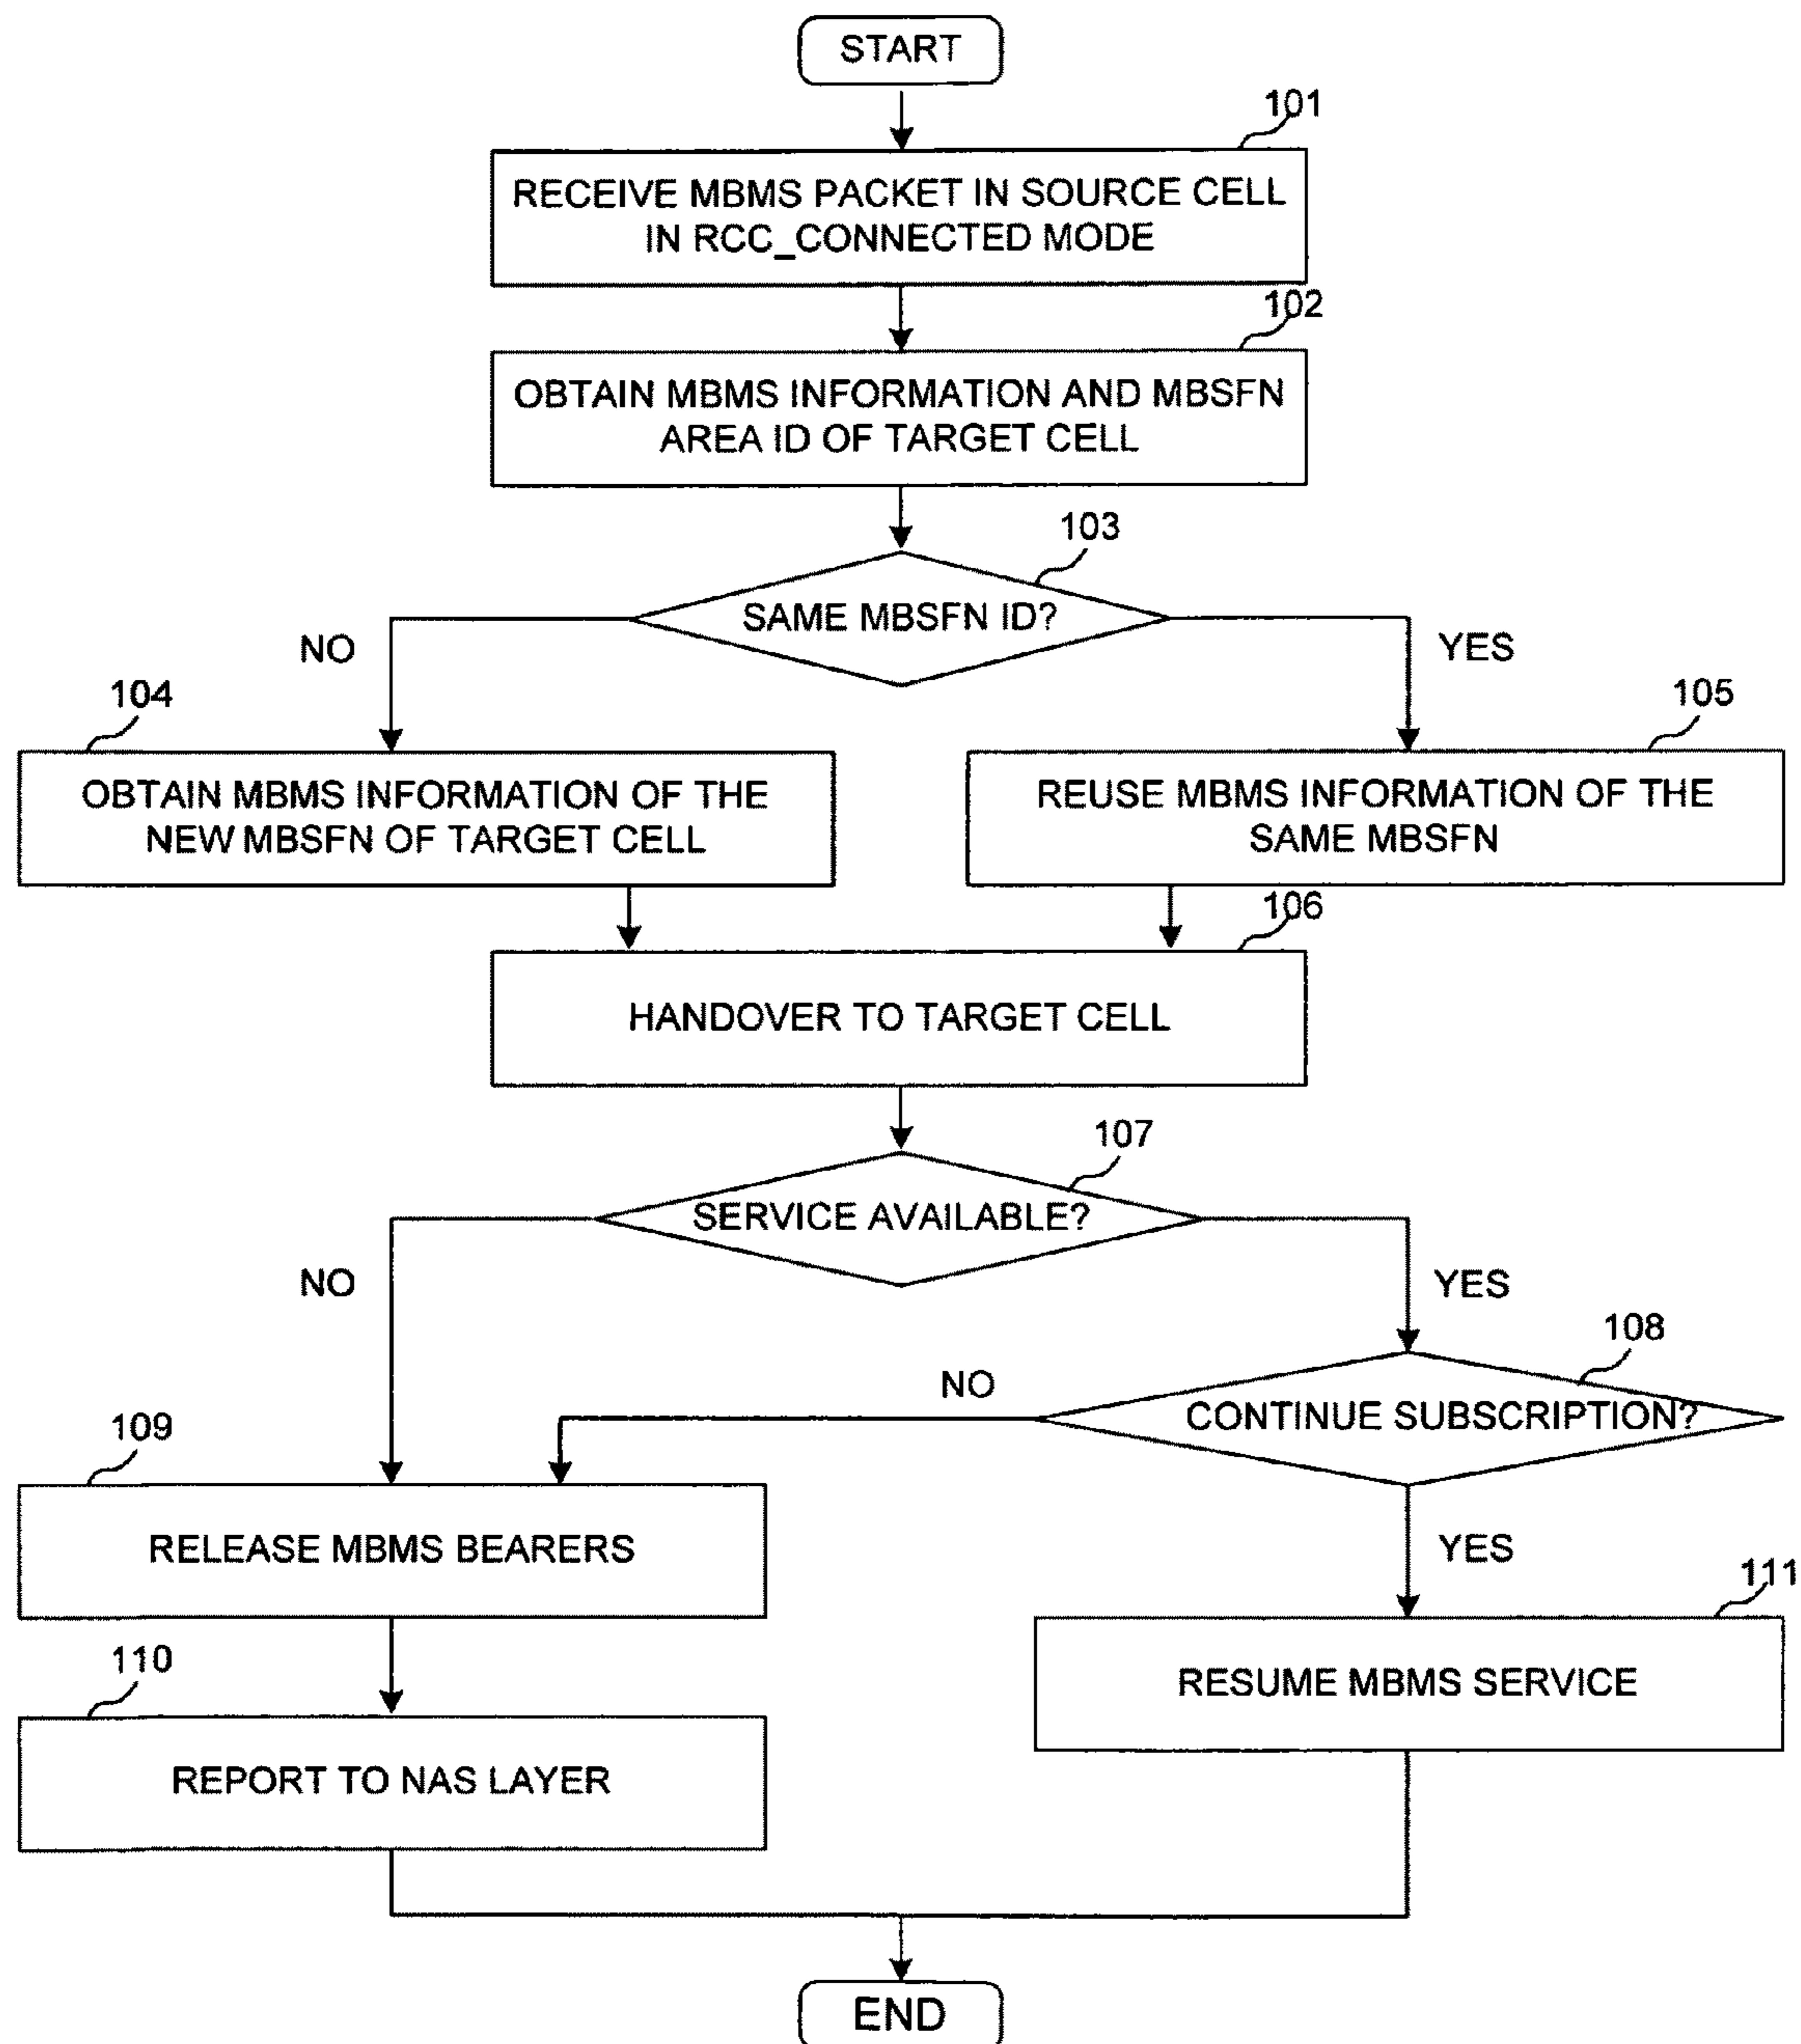 START
101
RECEIVE MBMS PACKET IN SOURCE CELL
IN RCC_CONNECTED MODE
102
OBTAIN MBMS INFORMATION AND MBSFN
AREA ID OF TARGET CELL
103
SAME MBSFN ID?
NO
YES
104
105
OBTAIN MBMS INFORMATION OF THE
NEW MBSFN OF TARGET CELL
REUSE MBMS INFORMATION OF THE
SAME MBSFN
106
HANDOVER TO TARGET CELL
107
SERVICE AVAILABLE?
NO
YES
108
NO
CONTINUE SUBSCRIPTION?
109
RELEASE MBMS BEARERS
YES
111
110
RESUME MBMS SERVICE
REPORT TO NAS LAYER
END